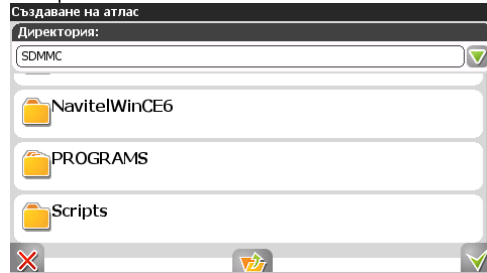 Създаване на атлас
Директория:
SDMMC
NavitelWinCE6
PROGRAMS
Scripts